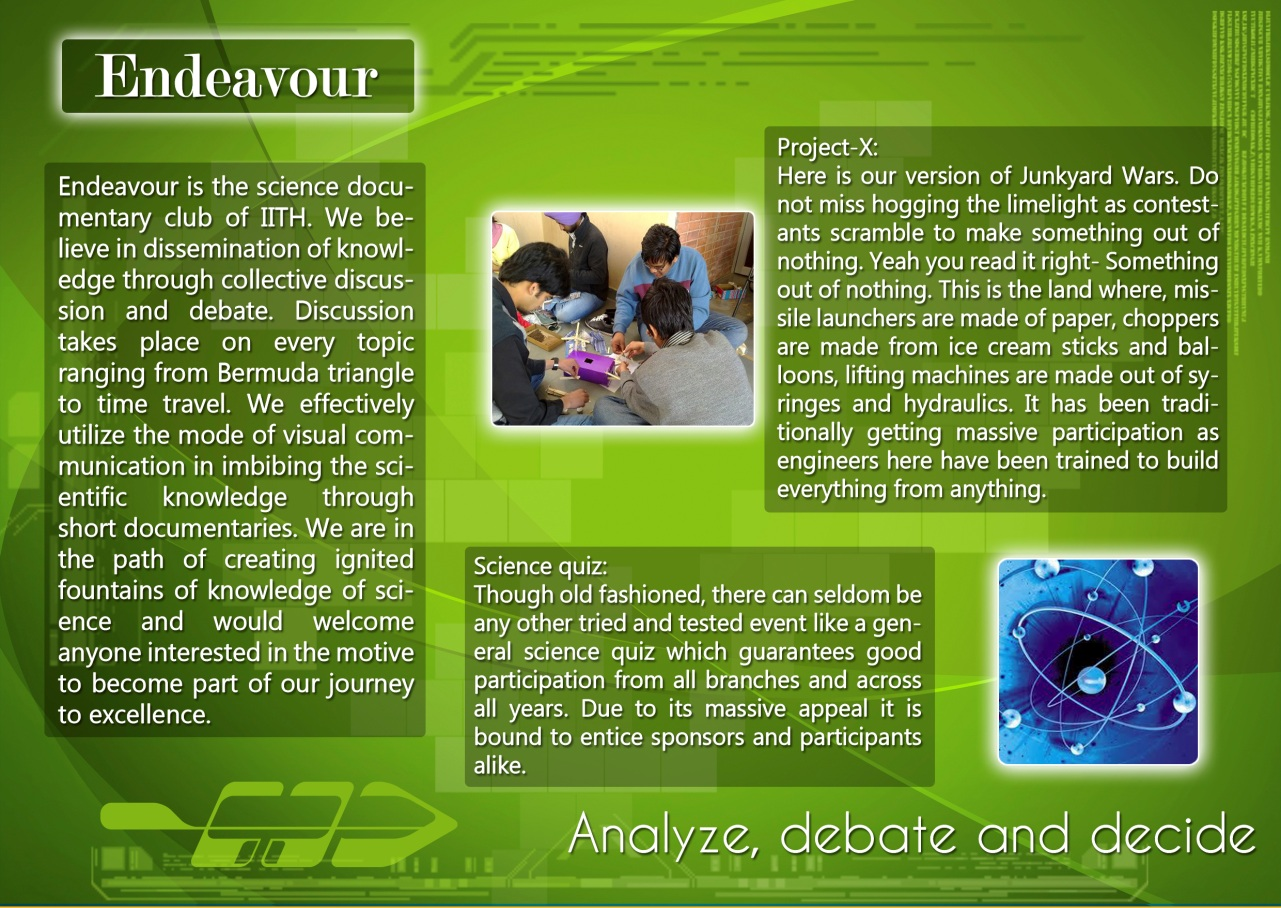 Endeavour
Endeavour is the science docu-
mentary club of IITH. We be-
lieve in dissemination of knowl-
edge through collective discus-
sion and debate. Discussion
takes place on every topic
ranging from Bermuda triangle
to time travel. We effectively
utilize the mode of visual com-
munication in imbibing the sci-
entific knowledge through
short documentaries. We are in
the path of creating ignited
fountains of knowledge of sci-
ence and would welcome
anyone interested in the motive
to become part of our journey
to excellence.
Project-X:
Here is our version of Junkyard Wars. Do
not miss hogging the limelight as contest-
ants scramble to make something out of
nothing. Yeah you read it right- Something
out of nothing. This is the land where, mis-
sile launchers are made of paper, choppers
are made from ice cream sticks and bal-
loons, lifting machines are made out of sy-
ringes and hydraulics. It has been tradi-
tionally getting massive participation as
engineers here have been trained to build
everything from anything.
Science quiz:
Though old fashioned, there can seldom be
any other tried and tested event like a gen-
eral science quiz which guarantees good
participation from all branches and across
all years. Due to its massive appeal it is
bound to entice sponsors and participants
alike.
Analyze, debate and decide